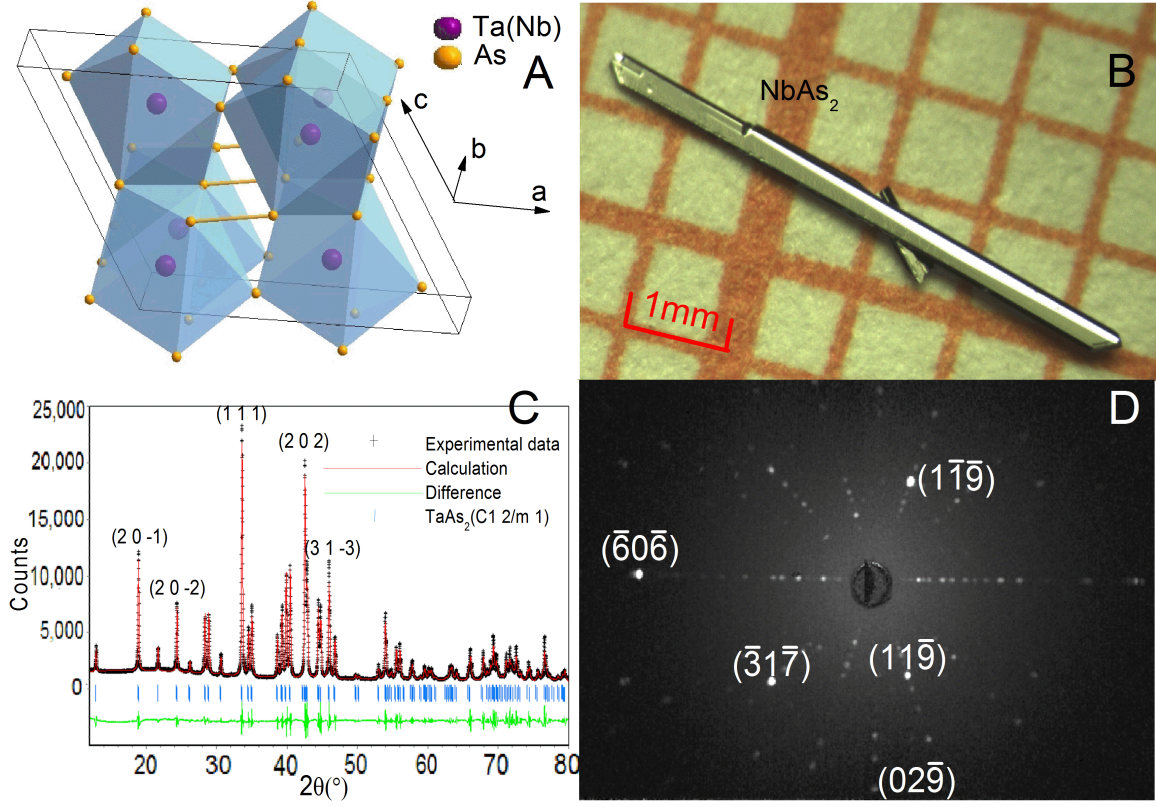 Ta(Nb)
As
A
c
b
a
B
NbAs₂
1mm
C
25,000
20,000
15,000
10,000
5,000
0
Counts
(1 1 1)
(2 0 2)
(2 0 -1)
(2 0 -2)
(3 1 -3)
Experimental data
Calculation
Difference
TaAs₂(C1 2/m 1)
20
30
40
50
60
70
80
2θ(°)
D
(11̅9̅)
(6̅06̅)
(3̅17̅)
(119̅)
(029̅)